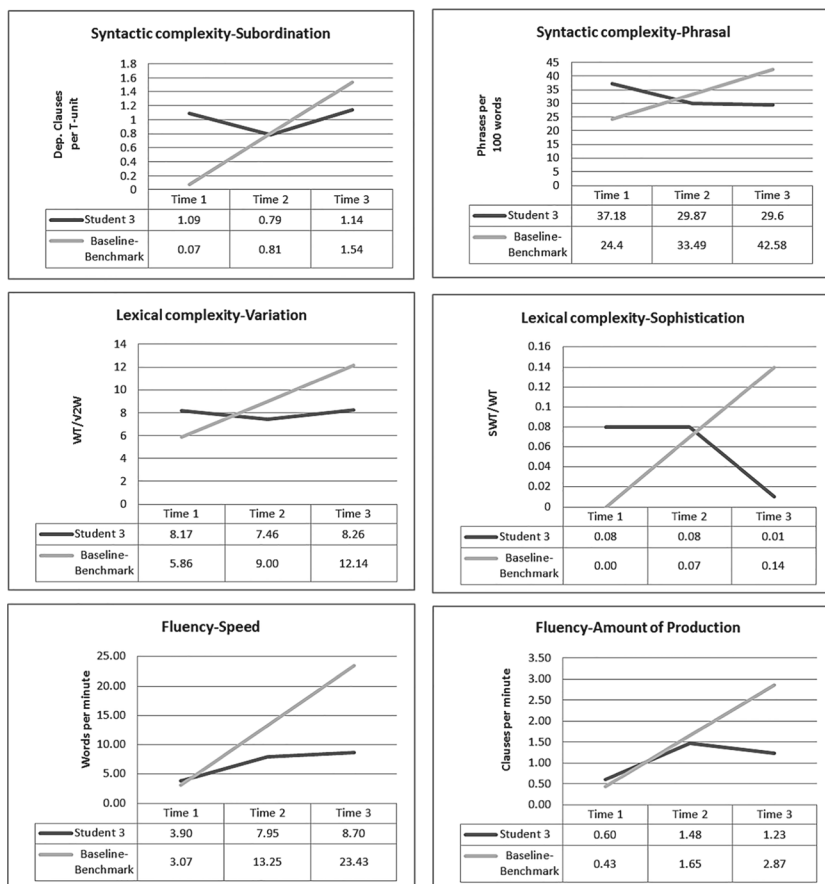 Syntactic complexity-Subordination
Dep. Clauses
per T-unit
1.8
1.6
1.4
1.2
1
0.8
0.6
0.4
0.2
0
Time 1 Time 2 Time 3
Student 3 1.09 0.79 1.14
Baseline-
Benchmark 0.07 0.81 1.54
Syntactic complexity-Phrasal
Phrases per
100 words
45
40
35
30
25
20
15
10
5
0
Time 1 Time 2 Time 3
Student 3 37.18 29.87 29.6
Baseline-
Benchmark 24.4 33.49 42.58
Lexical complexity-Variation
WT/√2W
14
12
10
8
6
4
2
0
Time 1 Time 2 Time 3
Student 3 8.17 7.46 8.26
Baseline-
Benchmark 5.86 9.00 12.14
Lexical complexity-Sophistication
SWT/WT
0.16
0.14
0.12
0.1
0.08
0.06
0.04
0.02
0
Time 1 Time 2 Time 3
Student 3 0.08 0.08 0.01
Baseline-
Benchmark 0.00 0.07 0.14
Fluency-Speed
Words per minute
25.00
20.00
15.00
10.00
5.00
0.00
Time 1 Time 2 Time 3
Student 3 3.90 7.95 8.70
Baseline-
Benchmark 3.07 13.25 23.43
Fluency-Amount of Production
Clauses per minute
3.50
3.00
2.50
2.00
1.50
1.00
0.50
0.00
Time 1 Time 2 Time 3
Student 3 0.60 1.48 1.23
Baseline-
Benchmark 0.43 1.65 2.87